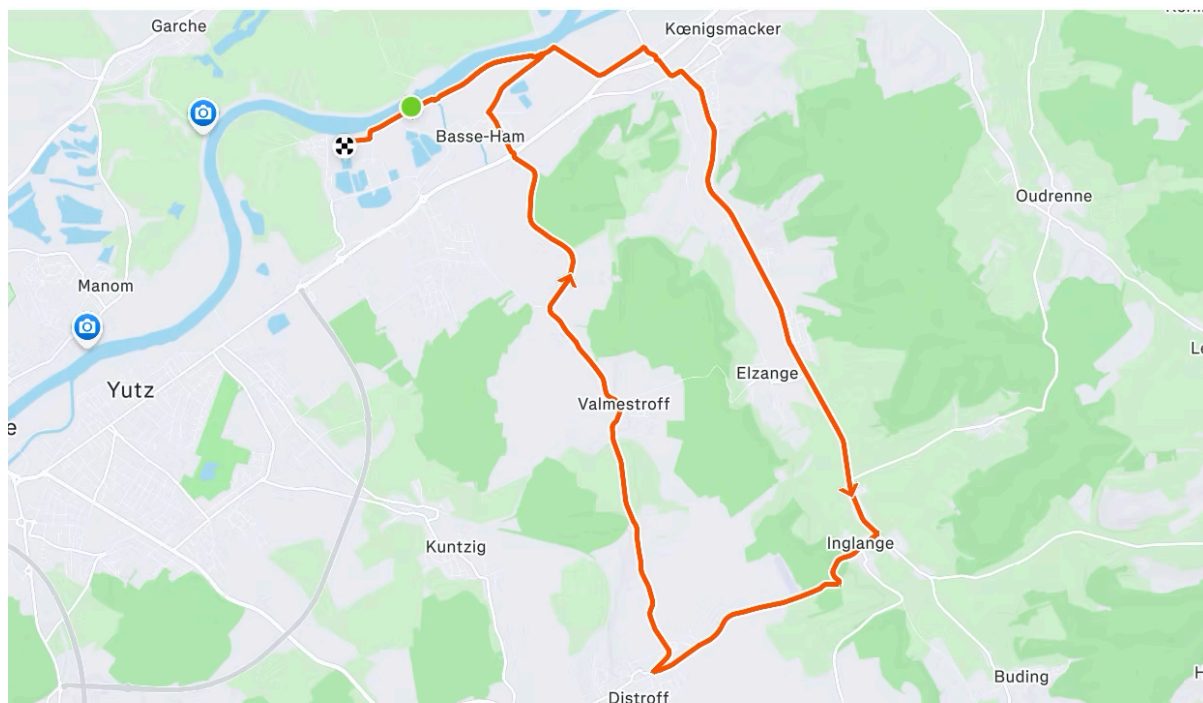 Garche
Kœnigsmacker
Basse-Ham
Oudrenne
Manom
Elzange
Yutz
Valmestroff
Inglange
Kuntzig
Buding
Distroff